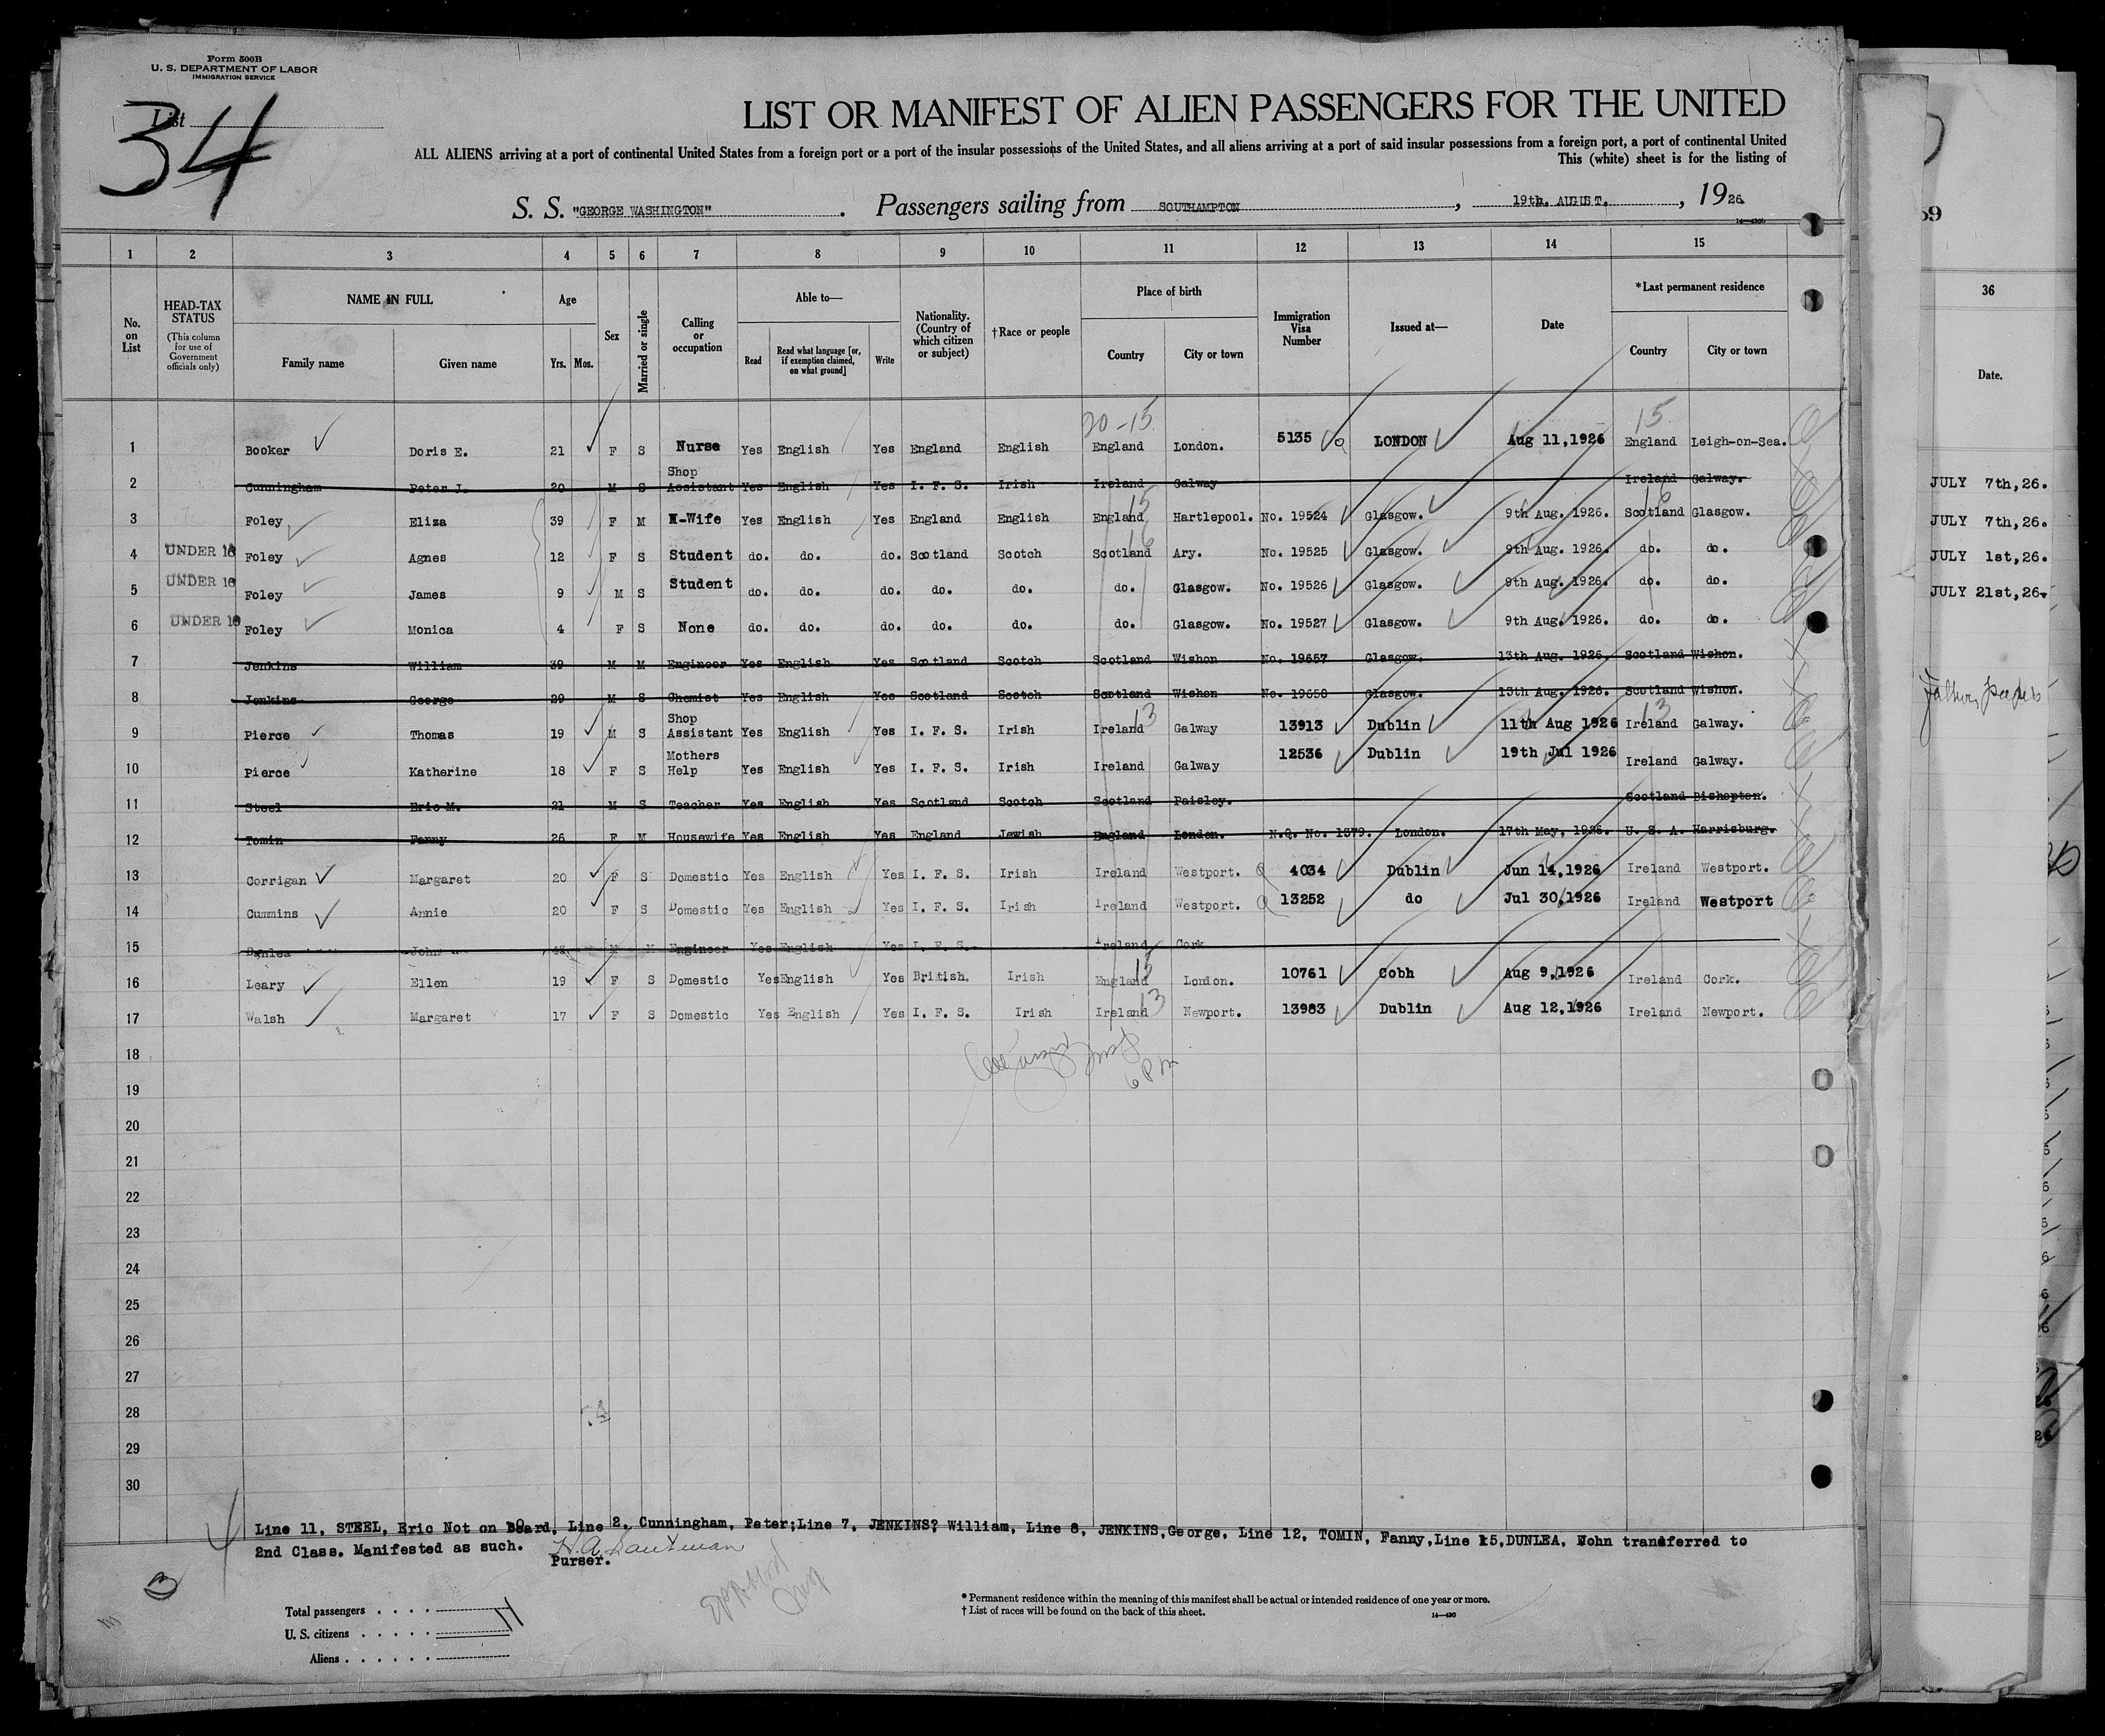 Form 500B
U. S. DEPARTMENT OF LABOR
IMMIGRATION SERVICE
List
34
LIST OR MANIFEST OF ALIEN PASSENGERS FOR THE UNITED
ALL ALIENS arriving at a port of continental United States from a foreign port or a port of the insular possessions of the United States, and all aliens arriving at a port of said insular possessions from a foreign port, a port of continental United
This (white) sheet is for the listing of
S. S. "GEORGE WASHINGTON" . Passengers sailing from SOUTHAMPTON , 19th. AUGUST. , 1926
1 2 3 4 5 6 7 8 9 10 11 12 13 14 15
No. on List
HEAD-TAX STATUS
(This column for use of Government officials only)
NAME IN FULL
Family name Given name
Age
Yrs. Mos.
Sex
Married or single
Calling or occupation
Able to—
Read
Read what language [or, if exemption claimed, on what ground]
Write
Nationality. (Country of which citizen or subject)
†Race or people
Place of birth
Country City or town
Immigration Visa Number
Issued at—
Date
*Last permanent residence
Country City or town
20-15 15
1 Booker Doris E. 21 F S Nurse Yes English Yes England English England London. 5135 LONDON Aug 11,1926 England Leigh-on-Sea.
2 Cunningham Peter J. 20 M S Shop Assistant Yes English Yes I. F. S. Irish Ireland Galway Ireland Galway.
15 16
3 Foley Eliza 39 F M H-Wife Yes English Yes England English England Hartlepool. No. 19524 Glasgow. 9th Aug. 1926. Scotland Glasgow.
16
4 UNDER 16 Foley Agnes 12 F S Student do. do. do. Scotland Scotch Scotland Ary. No. 19525 Glasgow. 9th Aug. 1926. do. do.
5 UNDER 16 Foley James 9 M S Student do. do. do. do. do. do. Glasgow. No. 19526 Glasgow. 9th Aug. 1926. do. do.
6 UNDER 16 Foley Monica 4 F S None do. do. do. do. do. do. Glasgow. No. 19527 Glasgow. 9th Aug. 1926. do. do.
7 Jenkins William 39 M M Engineer Yes English Yes Scotland Scotch Scotland Wishon No. 19657 Glasgow. 13th Aug. 1926. Scotland Wishon.
8 Jenkins George 29 M S Chemist Yes English Yes Scotland Scotch Scotland Wishon No. 19658 Glasgow. 13th Aug. 1926. Scotland Wishon.
13 13
9 Pierce Thomas 19 M S Shop Assistant Yes English Yes I. F. S. Irish Ireland Galway 13913 Dublin 11th Aug 1926 Ireland Galway.
10 Pierce Katherine 18 F S Mothers Help Yes English Yes I. F. S. Irish Ireland Galway 12536 Dublin 19th Jul 1926 Ireland Galway.
11 Steel Eric M. 21 M S Teacher Yes English Yes Scotland Scotch Scotland Paisley. Scotland Bishopton.
12 Tomin Fanny 26 F M Housewife Yes English Yes England Jewish England London. N.Q. No. 1379. London. 17th May, 1926. U. S. A. Harrisburg.
13 Corrigan Margaret 20 F S Domestic Yes English Yes I. F. S. Irish Ireland Westport. 4034 Dublin Jun 14,1926 Ireland Westport.
14 Cummins Annie 20 F S Domestic Yes English Yes I. F. S. Irish Ireland Westport. 13252 do Jul 30,1926 Ireland Westport
15 Dunlea John M Engineer Yes English Yes I. F. S. Ireland Cork
15
16 Leary Ellen 19 F S Domestic Yes English Yes British. Irish England London. 10761 Cobh Aug 9,1926 Ireland Cork.
13
17 Walsh Margaret 17 F S Domestic Yes English Yes I. F. S. Irish Ireland Newport. 13983 Dublin Aug 12,1926 Ireland Newport.
18
6 PM
19
20
21
22
23
24
25
26
27
28
29
30
Line 11, STEEL, Eric Not on Board, Line 2, Cunningham, Peter;Line 7, JENKINS, William, Line 8, JENKINS,George, Line 12, TOMIN, Fanny,Line 15,DUNLEA, John transferred to
2nd Class. Manifested as such.
Purser.
Total passengers . . . . 11
U. S. citizens . . . . .
Aliens . . . . . .
* Permanent residence within the meaning of this manifest shall be actual or intended residence of one year or more.
† List of races will be found on the back of this sheet.
14—430
36
Date.
JULY 7th,26.
JULY 7th,26.
JULY 1st,26.
JULY 21st,26.